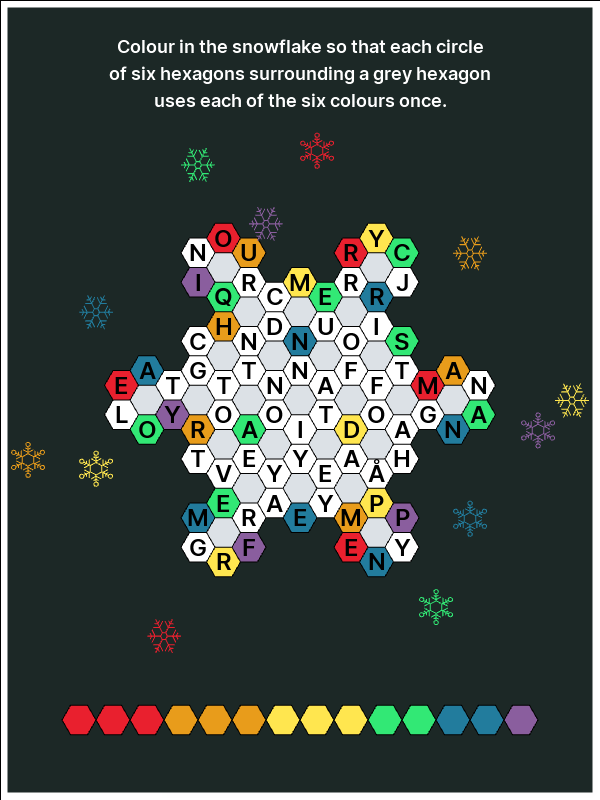 Colour in the snowflake so that each circle
of six hexagons surrounding a grey hexagon
uses each of the six colours once.
O Y
N U R C
I R M R J
Q C E R
H D U I
C N N O S
A G T N F T A
E T T N A F M N
L Y O O T O G A
O R A I D A N
T E Y A H
V Y E Å
E A Y P
M R E M P
G F E Y
R N